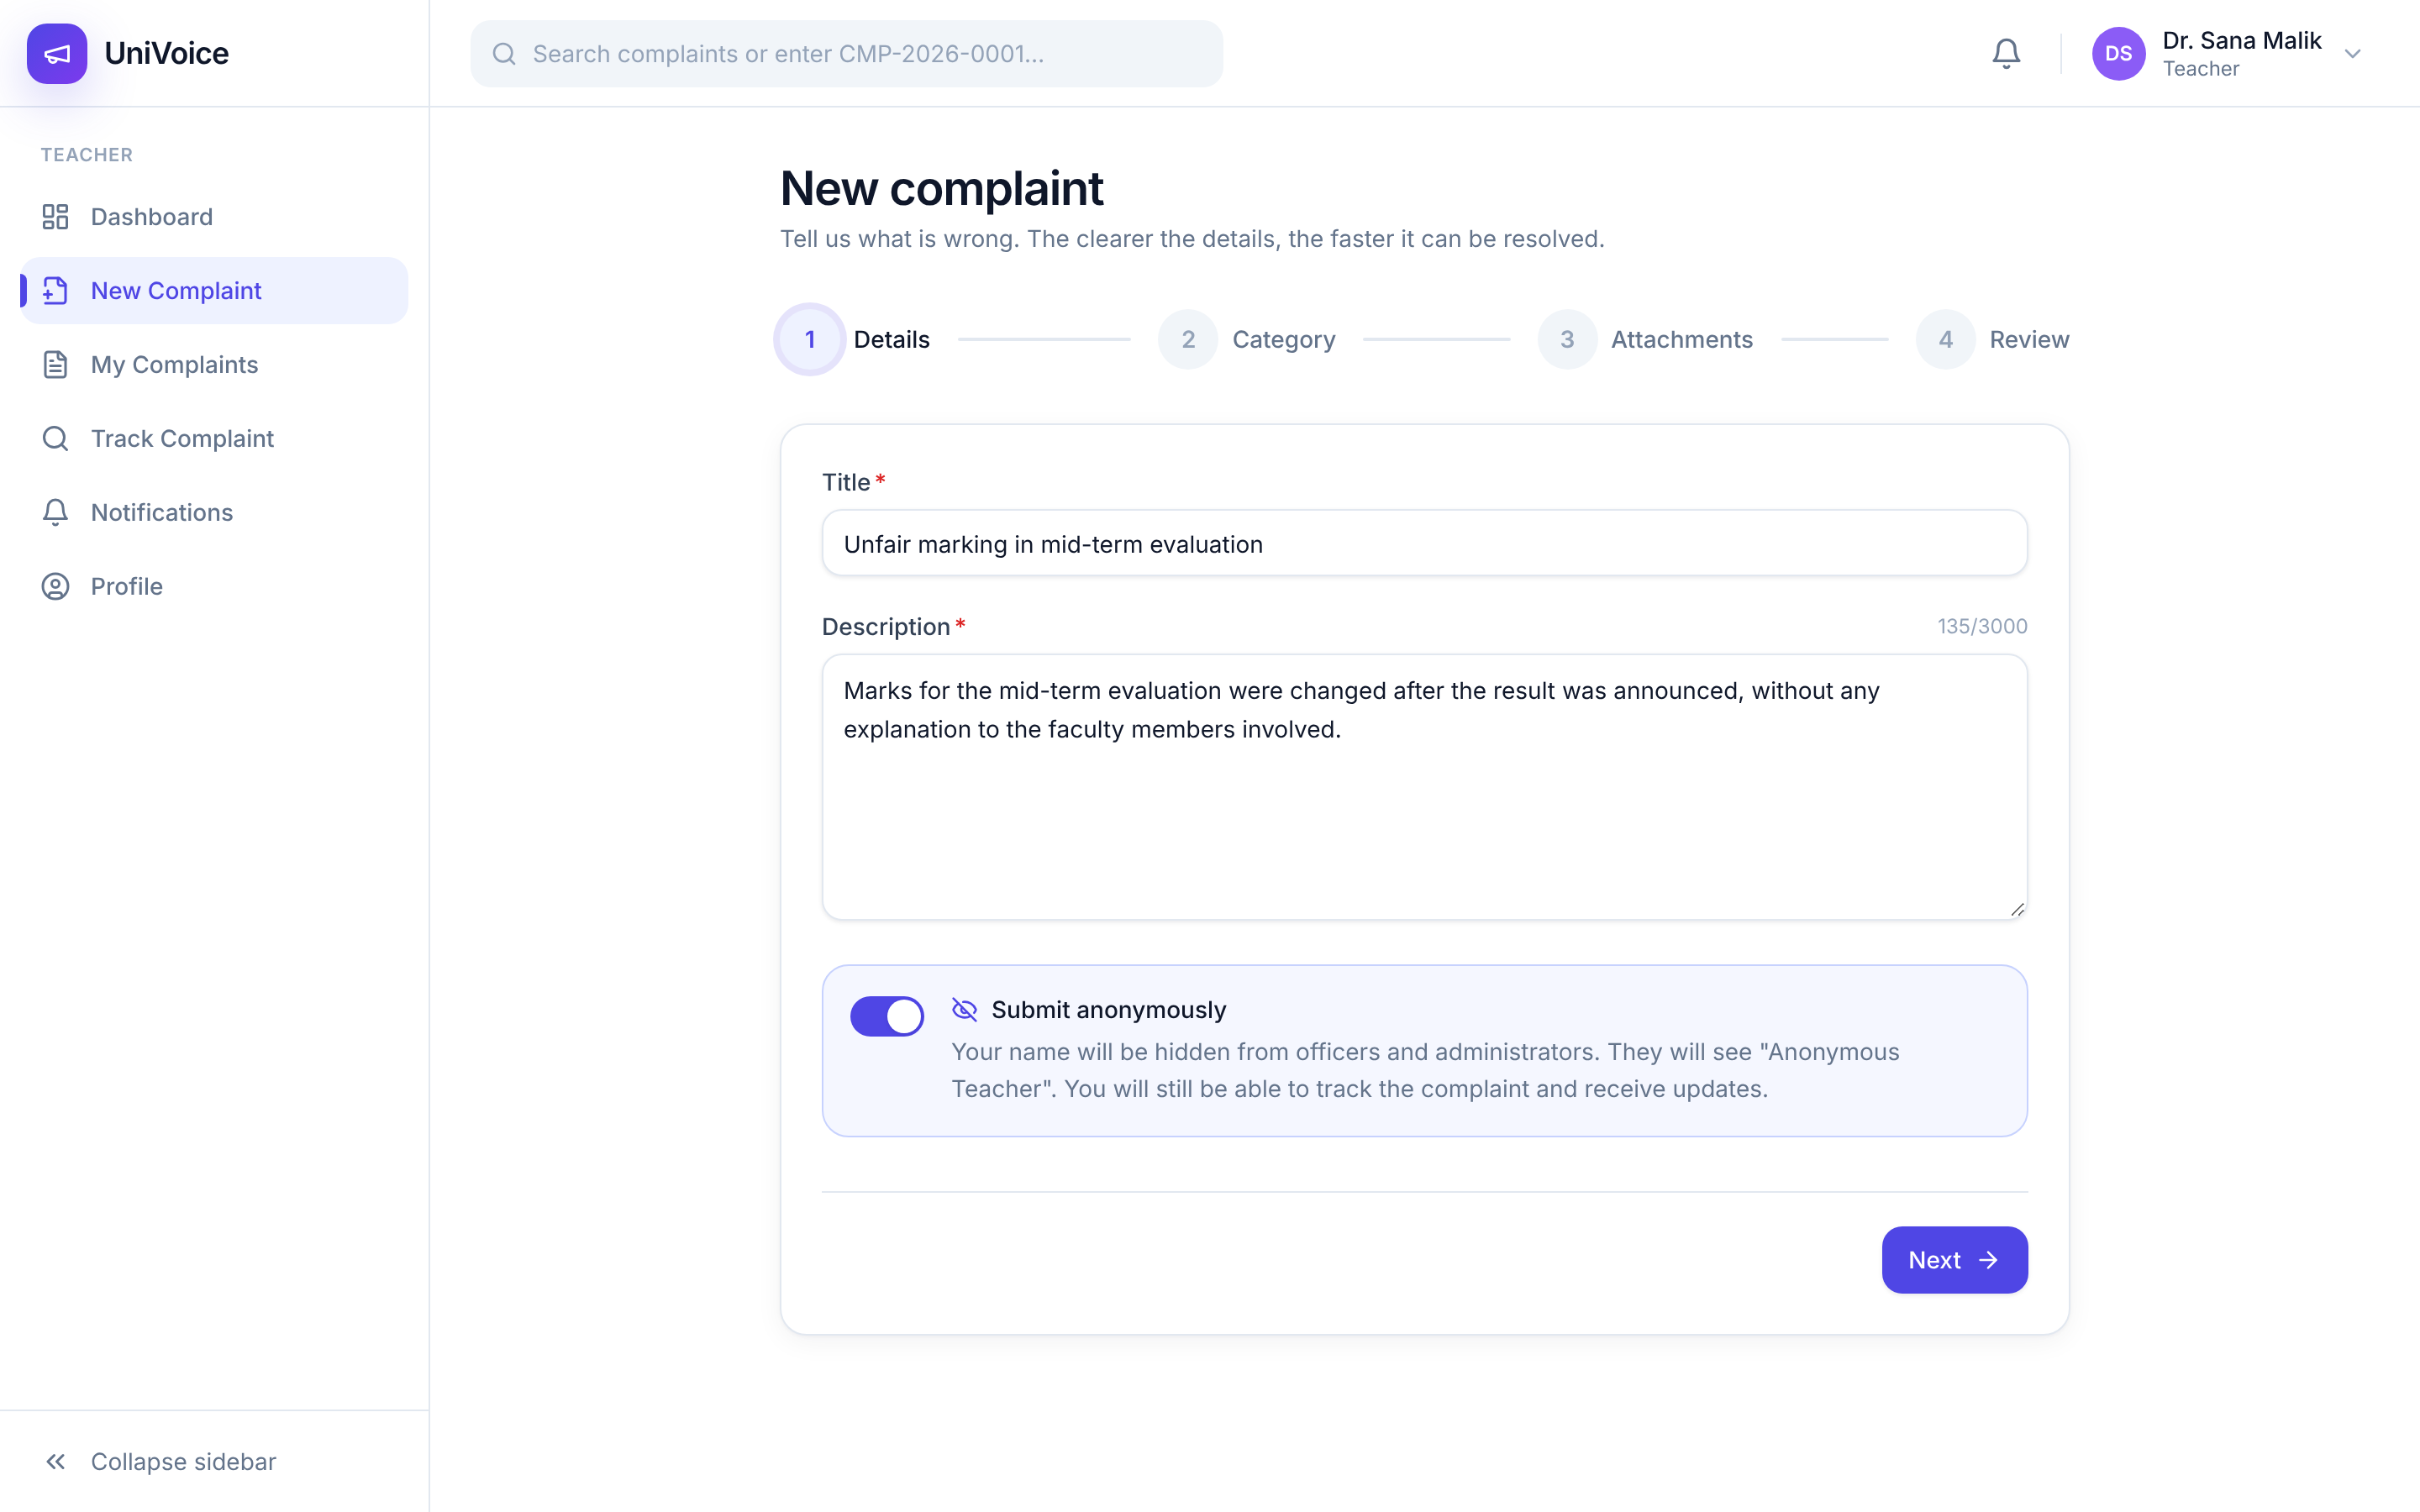 UniVoice
Search complaints or enter CMP-2026-0001...
DS
Dr. Sana Malik
Teacher
TEACHER
Dashboard
New Complaint
My Complaints
Track Complaint
Notifications
Profile
Collapse sidebar
New complaint
Tell us what is wrong. The clearer the details, the faster it can be resolved.
1 Details
2 Category
3 Attachments
4 Review
Title *
Unfair marking in mid-term evaluation
Description *
135/3000
Marks for the mid-term evaluation were changed after the result was announced, without any
explanation to the faculty members involved.
Submit anonymously
Your name will be hidden from officers and administrators. They will see "Anonymous
Teacher". You will still be able to track the complaint and receive updates.
Next